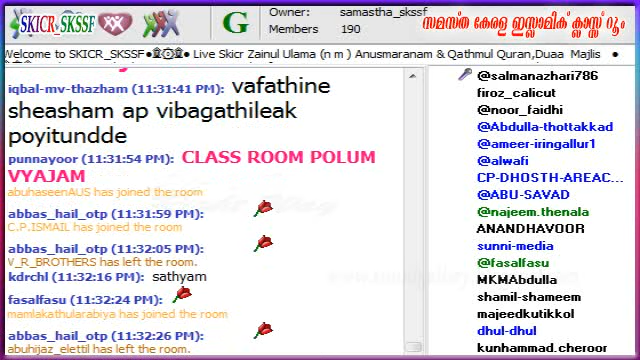 SKICR_SKSSF
G
Owner: samastha_skssf
Members 190
സമസ്ത കേരള ഇസ്ലാമിക് ക്ലാസ്സ് റൂം
Welcome to SKICR_SKSSF Live Skicr Zainul Ulama (n m ) Anusmaranam & Qathmul Quran,Duaa Majlis
iqbal-mv-thazham (11:31:41 PM): vafathine
sheasham ap vibagathileak
poyitundde
punnayoor (11:31:54 PM): CLASS ROOM POLUM
VYAJAM
abuhaseenAUS has joined the room
abbas_hail_otp (11:31:59 PM):
C.P.ISMAIL has joined the room
abbas_hail_otp (11:32:05 PM):
V_R_BROTHERS has left the room.
kdrchl (11:32:16 PM): sathyam
fasalfasu (11:32:24 PM):
mamlakathularabiya has joined the room
abbas_hail_otp (11:32:26 PM):
abuhijaz_elettil has left the room.
@salmanazhari786
firoz_calicut
@noor_faidhi
@Abdulla-thottakkad
@ameer-iringallur1
@alwafi
CP-DHOSTH-AREAC...
@ABU-SAVAD
@najeem.thenala
ANANDHAVOOR
sunni-media
@fasalfasu
MKMAbdulla
shamil-shameem
majeedkutikkol
dhul-dhul
kunhammad.cheroor